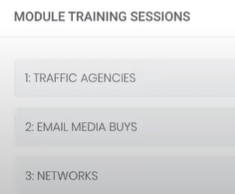 MODULE TRAINING SESSIONS
1: TRAFFIC AGENCIES
2: EMAIL MEDIA BUYS
3: NETWORKS